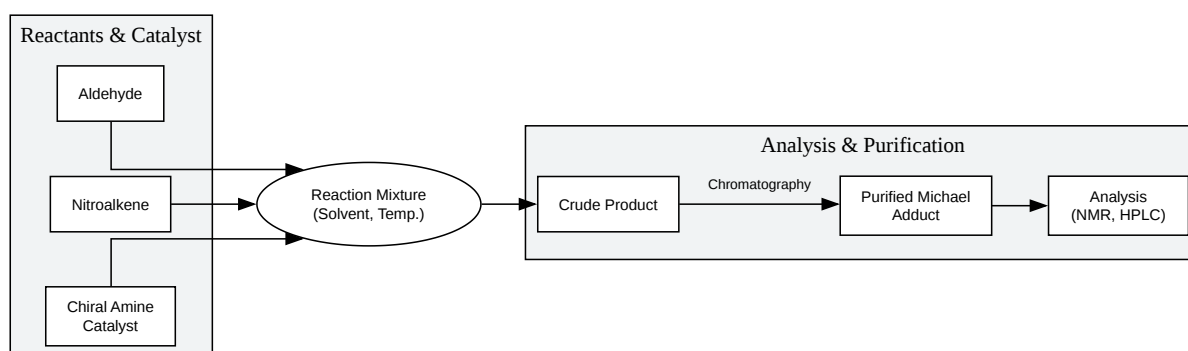 Reactants & Catalyst
Aldehyde
Nitroalkene
Chiral Amine
Catalyst
Reaction Mixture
(Solvent, Temp.)
Analysis & Purification
Crude Product
Chromatography
Purified Michael
Adduct
Analysis
(NMR, HPLC)